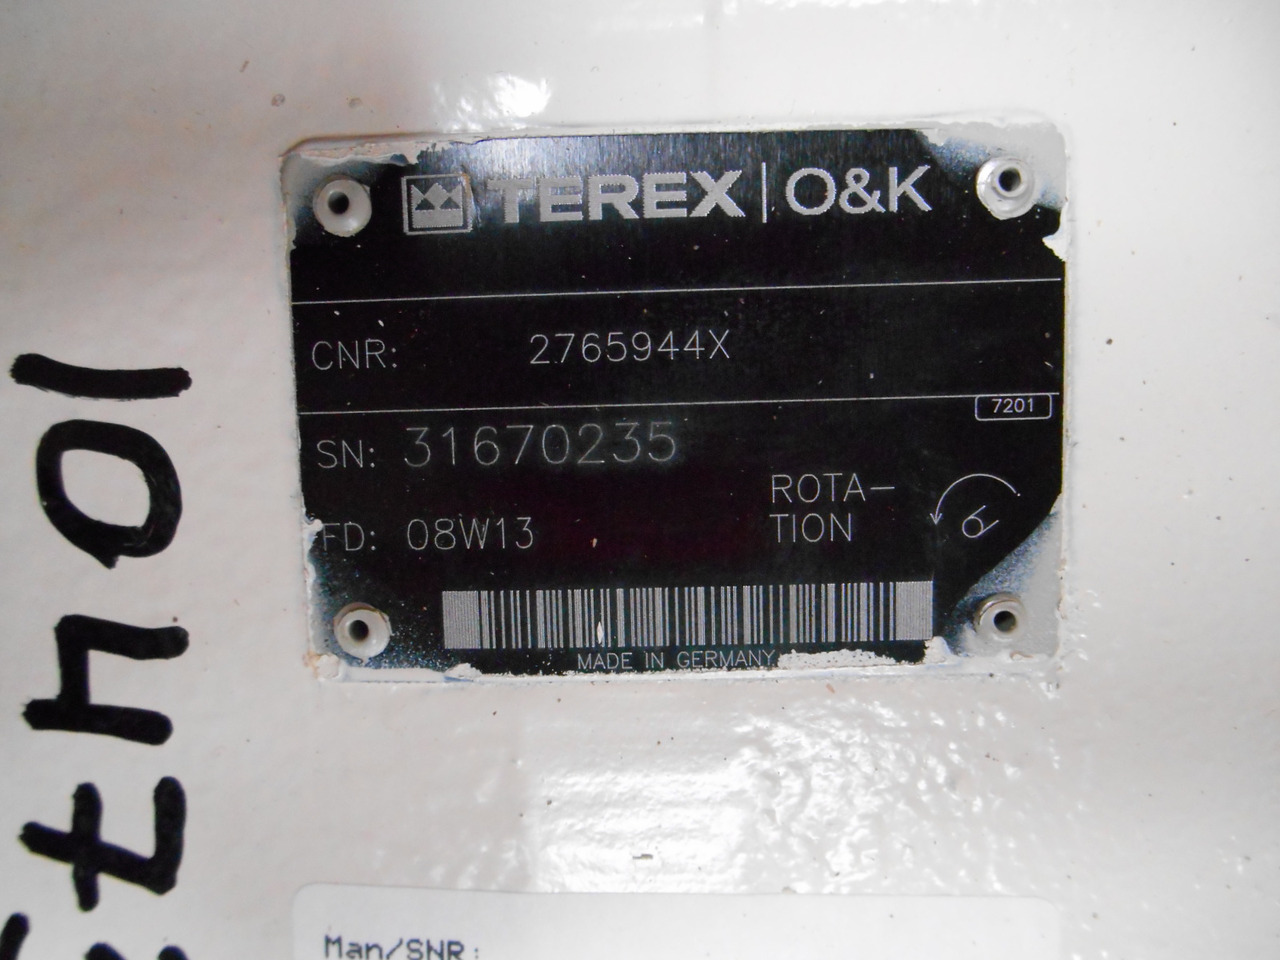 TEREX | O&K
CNR: 2765944X
7201
SN: 31670235
FD: 08W13
ROTA-
TION
MADE IN GERMANY
Man/SNR: